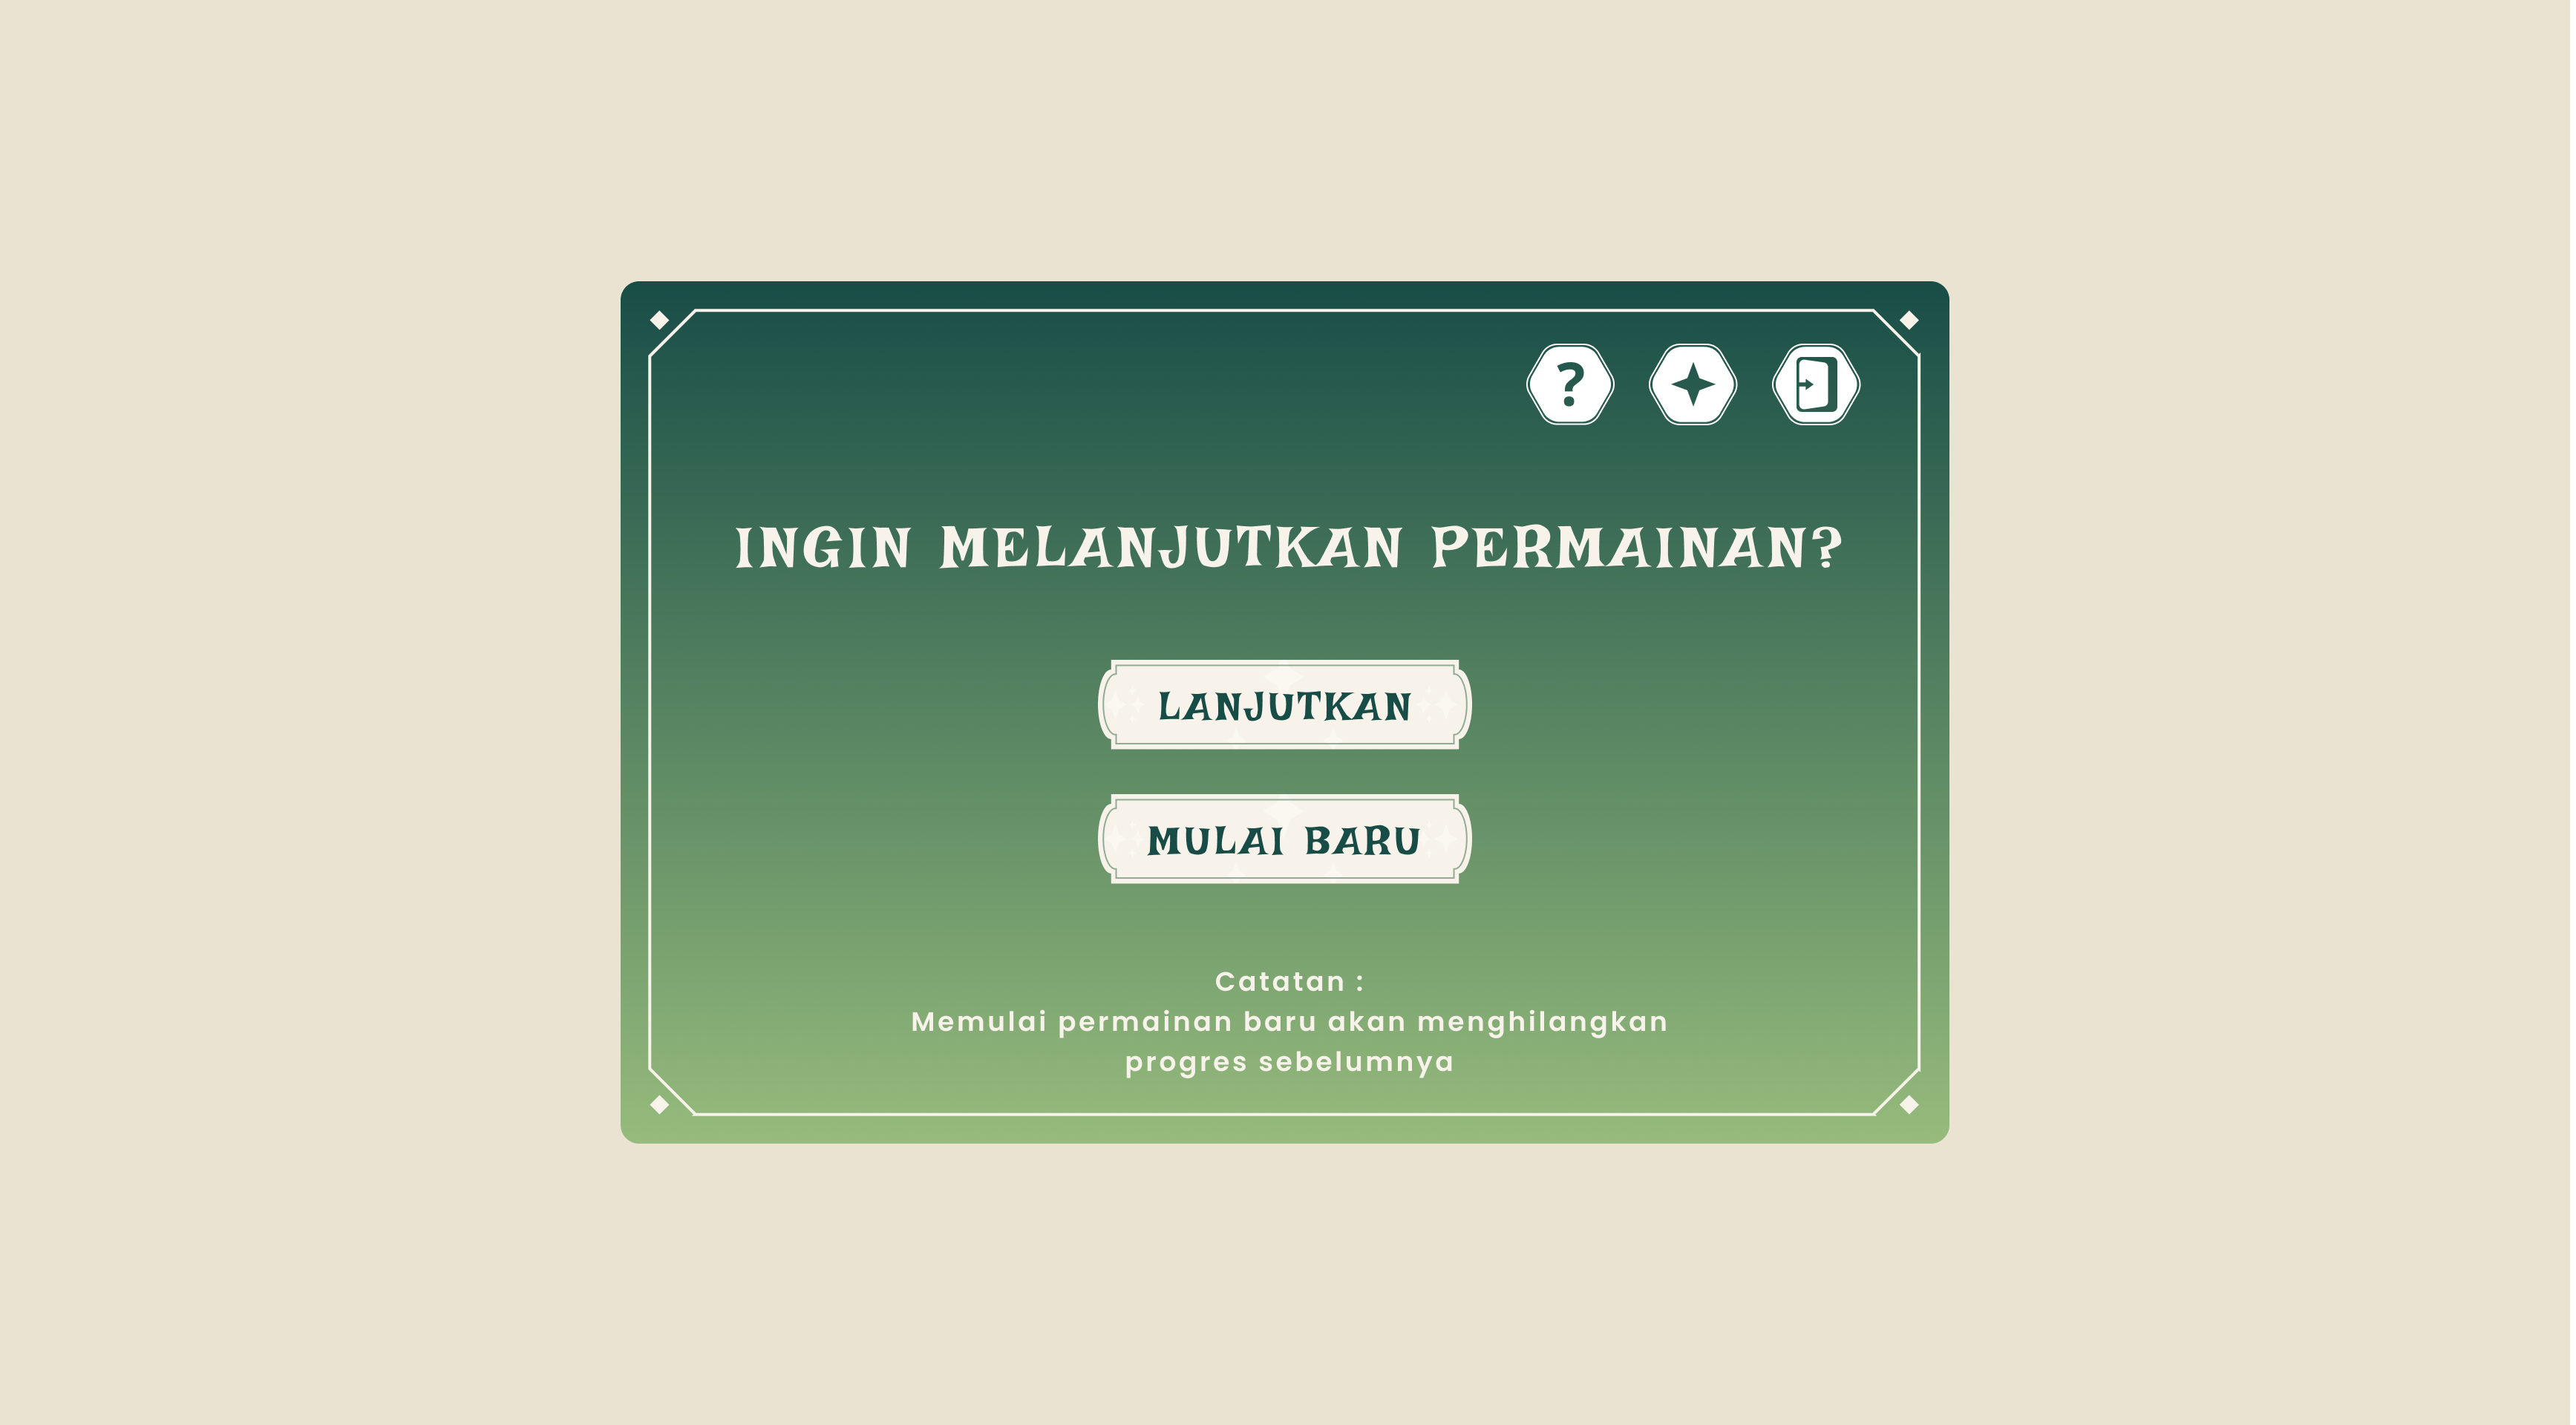 ?
INGIN MELANJUTKAN PERMAINAN?
LANJUTKAN
MULAI BARU
Catatan :
Memulai permainan baru akan menghilangkan
progres sebelumnya